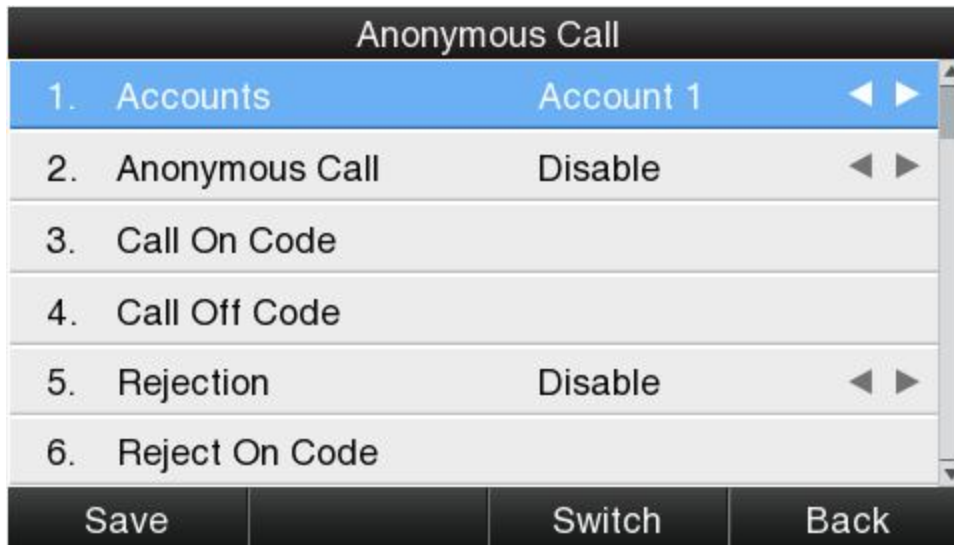 Anonymous Call
1. Accounts Account 1
2. Anonymous Call Disable
3. Call On Code
4. Call Off Code
5. Rejection Disable
6. Reject On Code
Save Switch Back